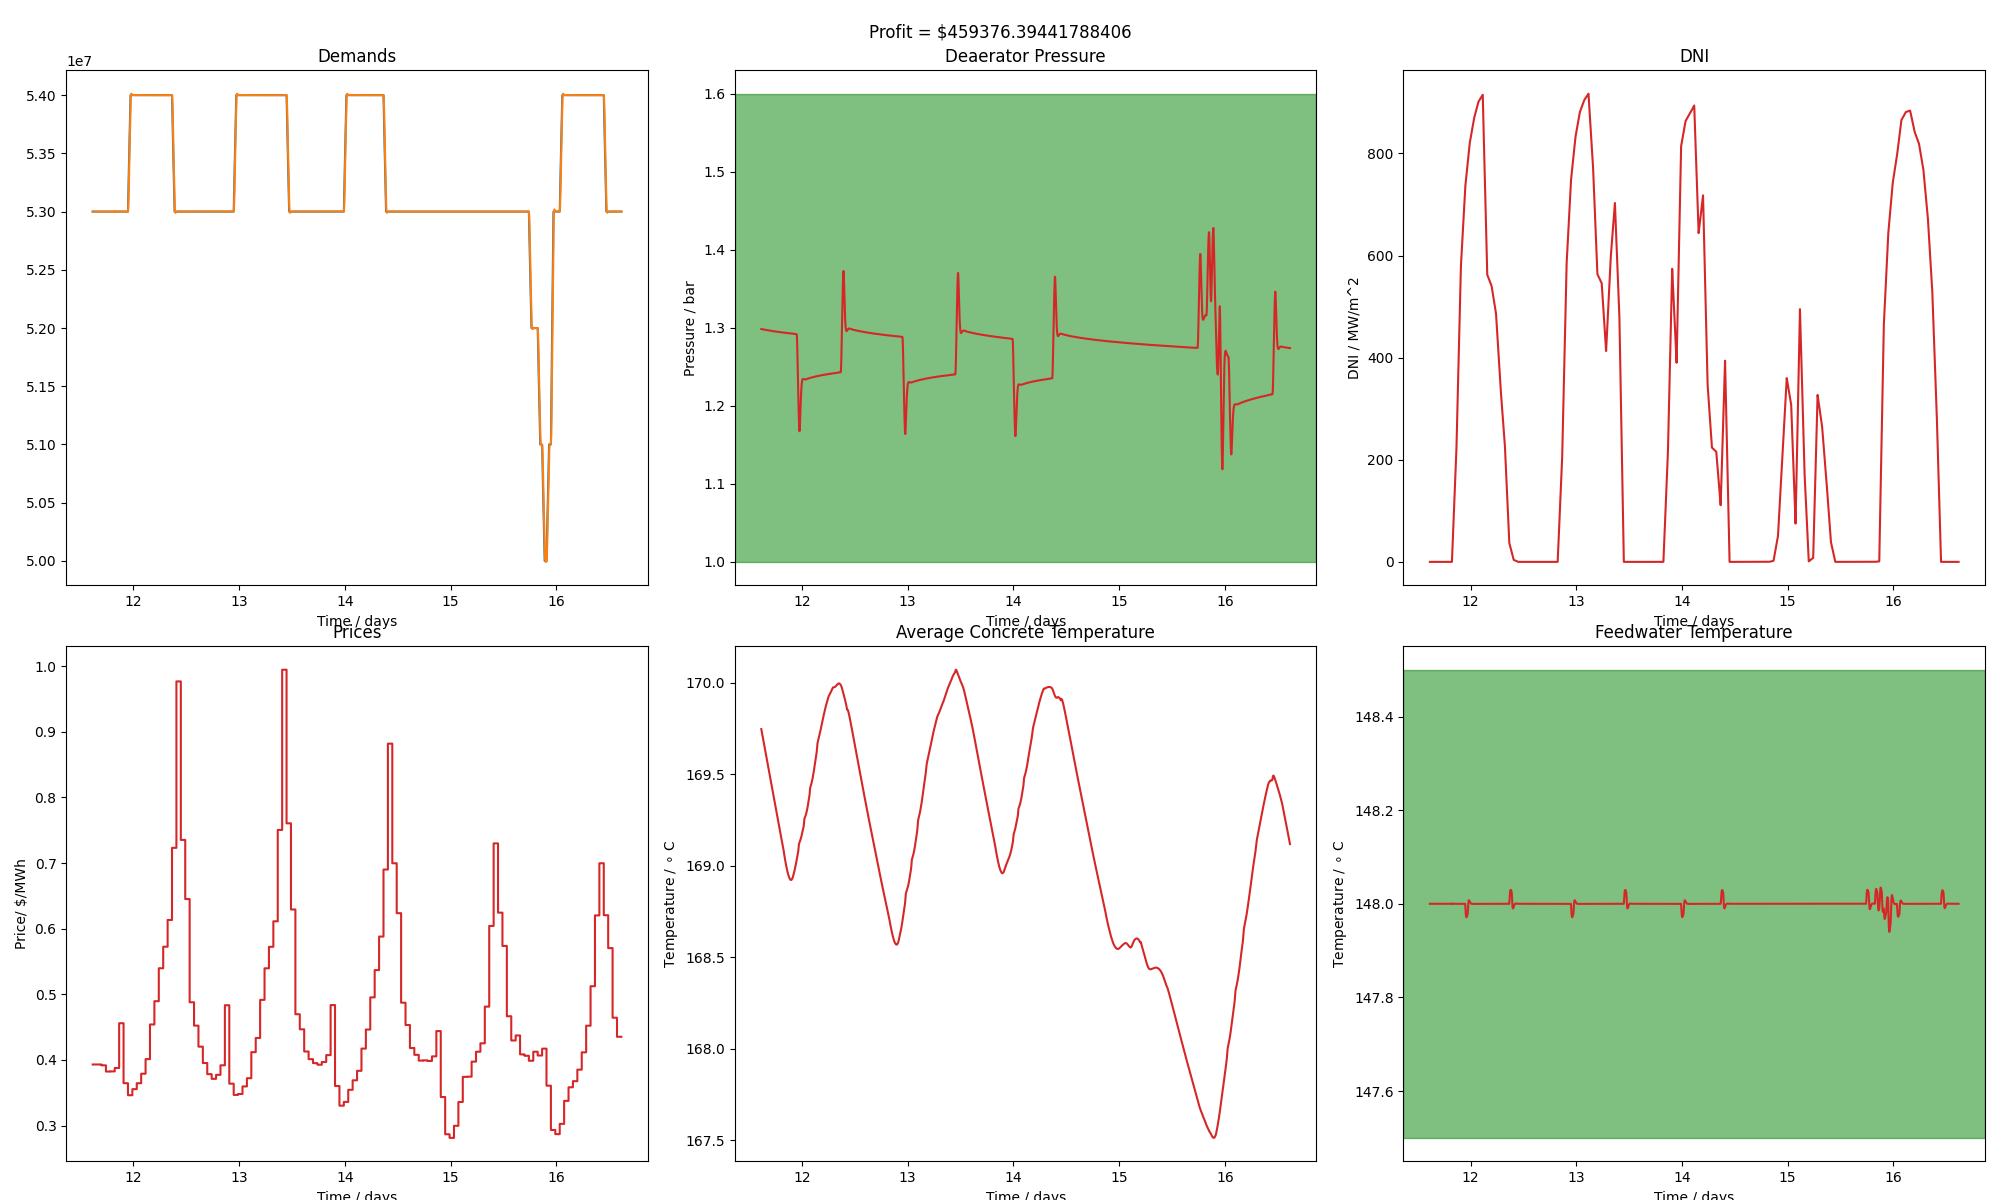 Profit = $459376.39441788406
Demands
1e7
5.40
5.35
5.30
5.25
5.20
5.15
5.10
5.05
5.00
12 13 14 15 16
Time / days
Deaerator Pressure
Pressure / bar
1.6
1.5
1.4
1.3
1.2
1.1
1.0
12 13 14 15 16
Time / days
DNI
DNI / MW/m^2
800
600
400
200
0
12 13 14 15 16
Time / days
Prices
Price/ $/MWh
1.0
0.9
0.8
0.7
0.6
0.5
0.4
0.3
12 13 14 15 16
Time / days
Average Concrete Temperature
Temperature / ∘ C
170.0
169.5
169.0
168.5
168.0
167.5
12 13 14 15 16
Time / days
Feedwater Temperature
Temperature / ∘ C
148.4
148.2
148.0
147.8
147.6
12 13 14 15 16
Time / days